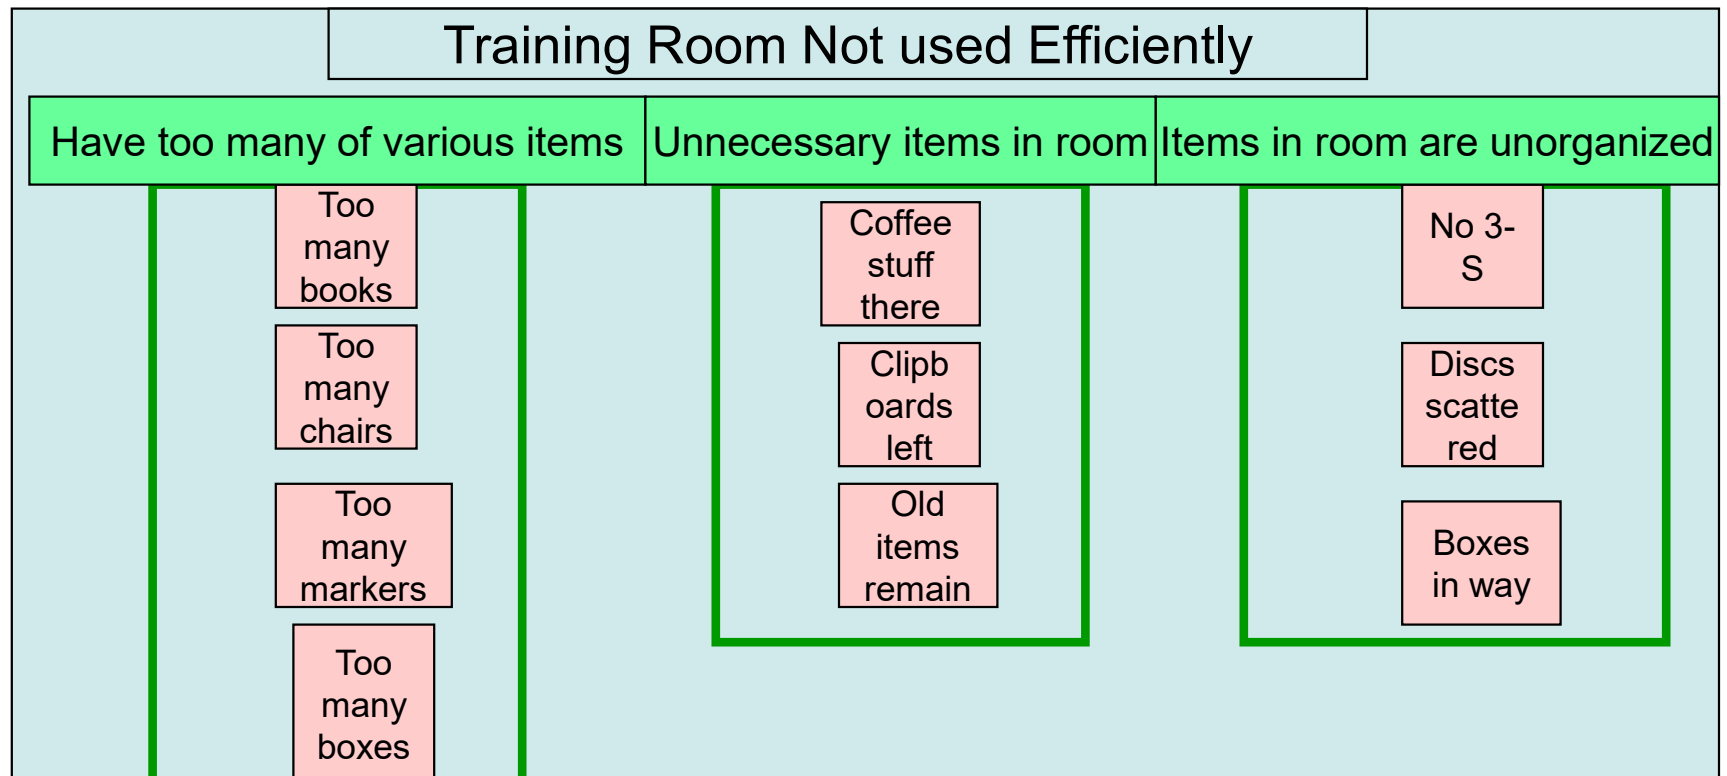 Training Room Not used Efficiently
Have too many of various items
Unnecessary items in room
Items in room are unorganized
Too
many
books
Too
many
chairs
Too
many
markers
Too
many
boxes
Coffee
stuff
there
Clipb
oards
left
Old
items
remain
No 3-
S
Discs
scatte
red
Boxes
in way